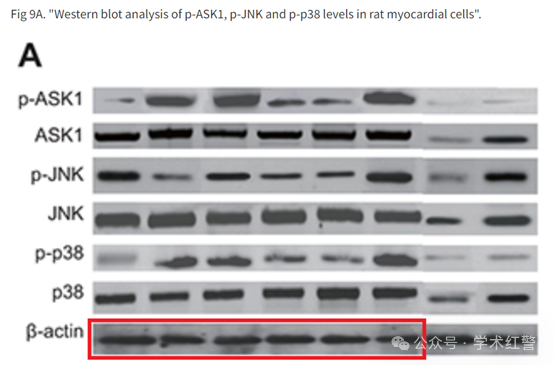 Fig 9A. "Western blot analysis of p-ASK1, p-JNK and p-p38 levels in rat myocardial cells".
A
p-ASK1
ASK1
p-JNK
JNK
p-p38
p38
β-actin
公众号 · 学术红警